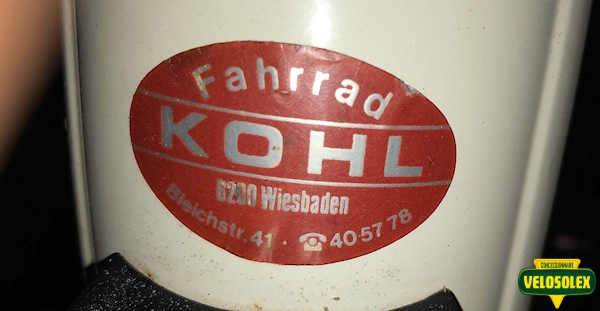 Fahrrad
KOHL
6200 Wiesbaden
Bleichstr. 41 · ☎ 40 57 78
CONCESSIONNAIRE
VELOSOLEX